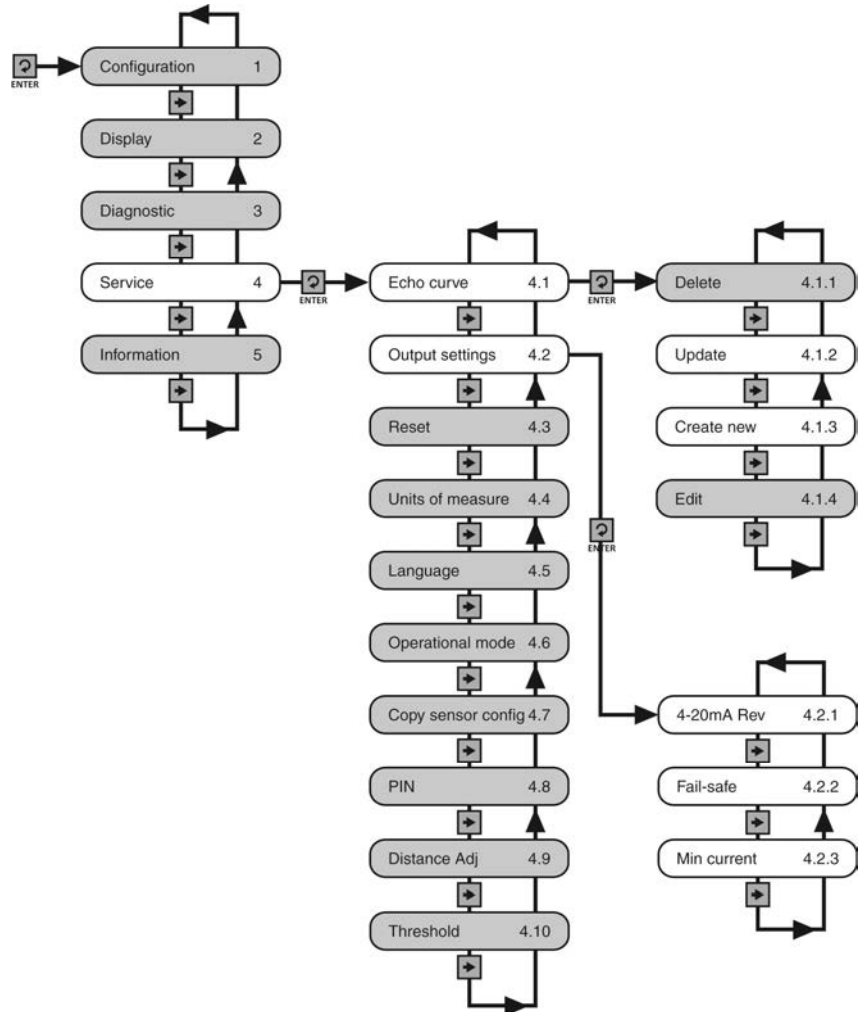 Configuration 1
ENTER
Display 2
Diagnostic 3
Service 4
ENTER
Information 5
Echo curve 4.1
ENTER
Output settings 4.2
ENTER
Reset 4.3
Units of measure 4.4
Language 4.5
Operational mode 4.6
Copy sensor config 4.7
PIN 4.8
Distance Adj 4.9
Threshold 4.10
Delete 4.1.1
Update 4.1.2
Create new 4.1.3
Edit 4.1.4
4-20mA Rev 4.2.1
Fail-safe 4.2.2
Min current 4.2.3